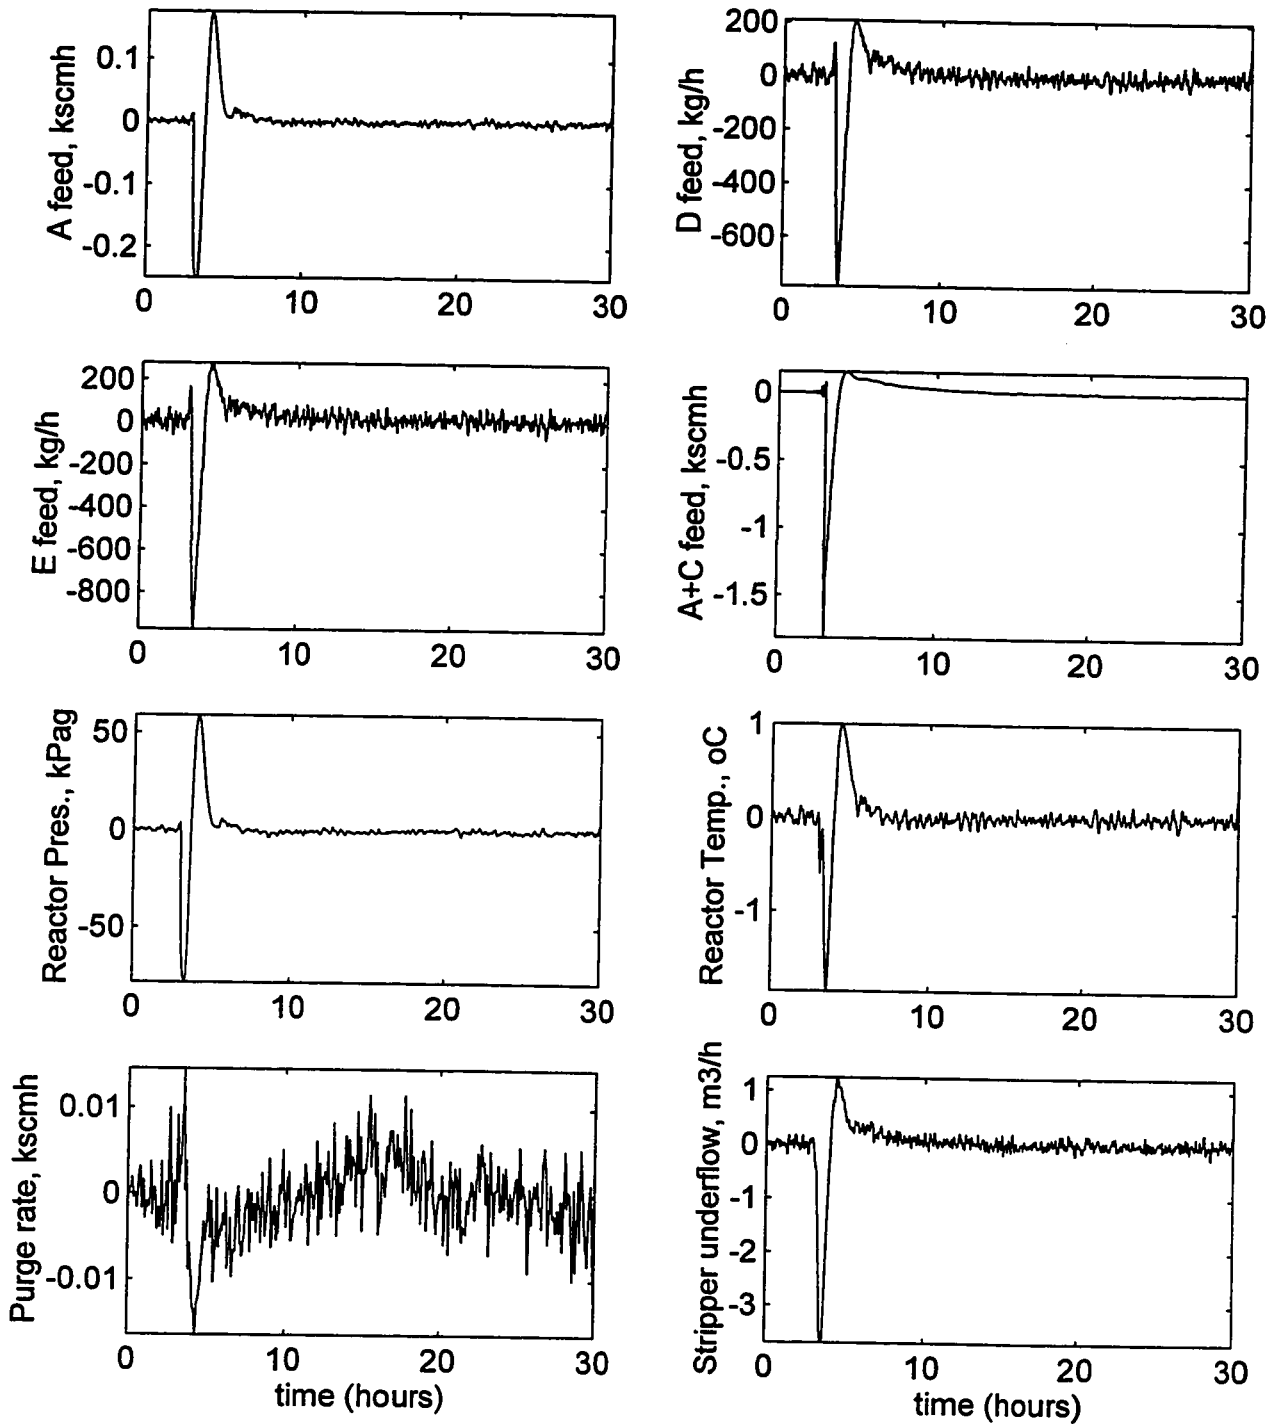 A feed, kscmh
0.1
0
-0.1
-0.2
0 10 20 30
D feed, kg/h
200
0
-200
-400
-600
0 10 20 30
E feed, kg/h
200
0
-200
-400
-600
-800
0 10 20 30
A+C feed, kscmh
0
-0.5
-1
-1.5
0 10 20 30
Reactor Pres., kPag
50
0
-50
0 10 20 30
Reactor Temp., oC
1
0
-1
0 10 20 30
Purge rate, kscmh
0.01
0
-0.01
0 10 20 30
time (hours)
Stripper underflow, m3/h
1
0
-1
-2
-3
0 10 20 30
time (hours)